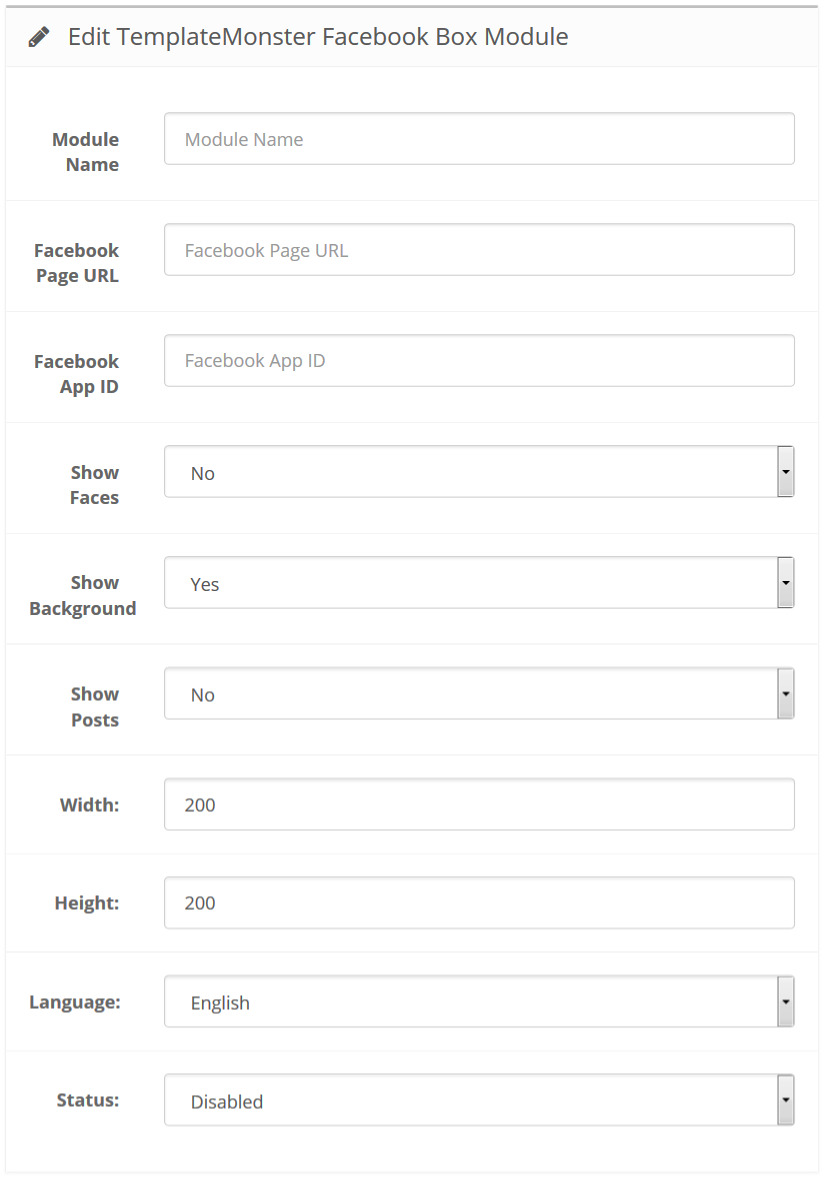 Edit TemplateMonster Facebook Box Module
Module
Name
Module Name
Facebook
Page URL
Facebook Page URL
Facebook
App ID
Facebook App ID
Show
Faces
No
Show
Background
Yes
Show
Posts
No
Width:
200
Height:
200
Language:
English
Status:
Disabled